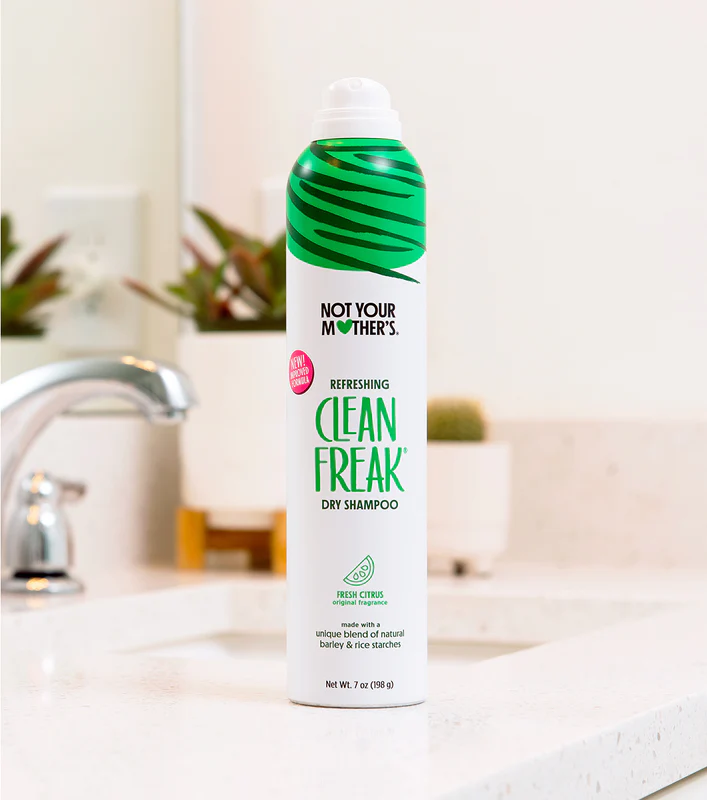 NOT YOUR
MOTHER'S®
NEW!
IMPROVED
FORMULA
REFRESHING
CLEAN
FREAK®
DRY SHAMPOO
FRESH CITRUS
original fragrance
made with a
unique blend of natural
barley & rice starches
Net Wt. 7 oz (198 g)